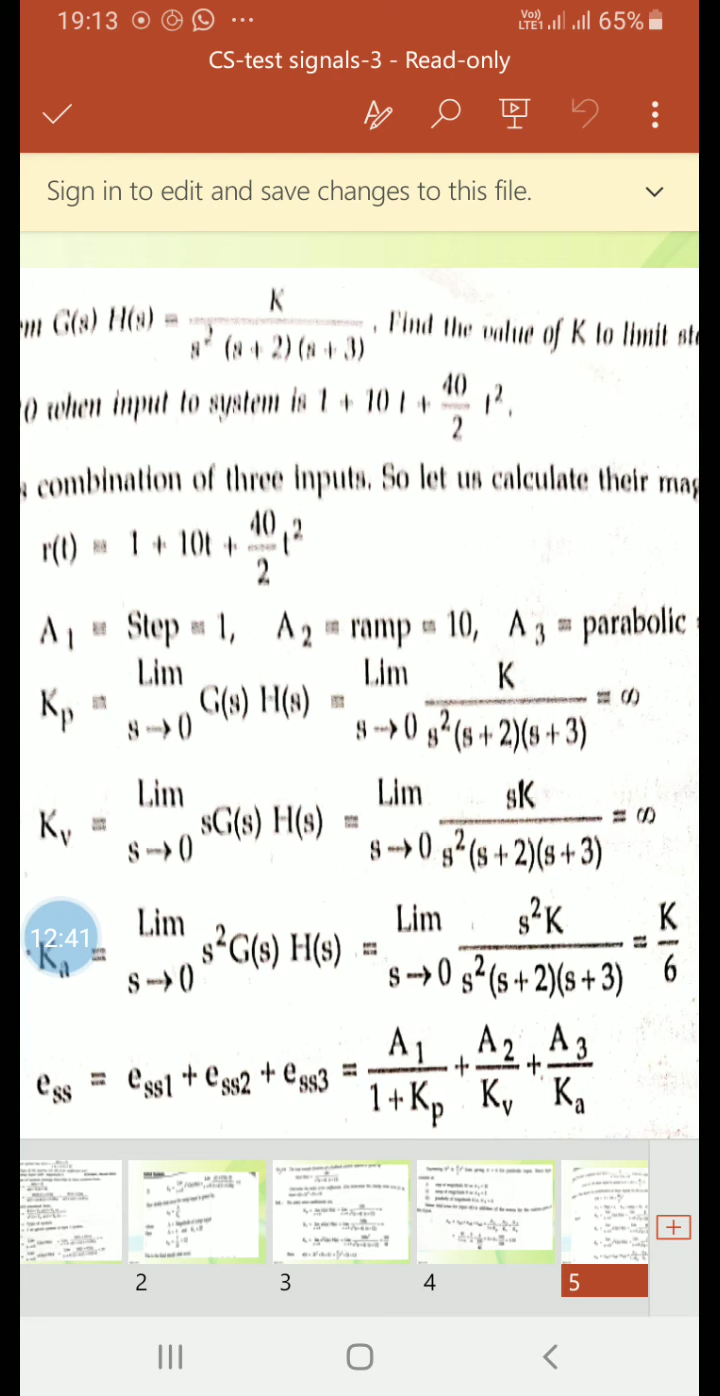 19:13 ... Vo)) LTE1 65%
CS-test signals-3 - Read-only
Sign in to edit and save changes to this file.
m G(s) H(s) = K / s² (s + 2) (s + 3) . Find the value of K to limit st
0 when input to system is 1 + 10 t + 40/2 t².
combination of three inputs. So let us calculate their mag
r(t) = 1 + 10t + 40/2 t²
A1 = Step = 1, A2 = ramp = 10, A3 = parabolic
Kp = Lim s→0 G(s) H(s) = Lim s→0 K / s²(s + 2)(s + 3) = ∞
Kv = Lim s→0 sG(s) H(s) = Lim s→0 sK / s²(s + 2)(s + 3) = ∞
12:41
Ka = Lim s→0 s²G(s) H(s) = Lim s→0 s²K / s²(s + 2)(s + 3) = K/6
ess = ess1 + ess2 + ess3 = A1 / 1 + Kp + A2 / Kv + A3 / Ka
2 3 4 5